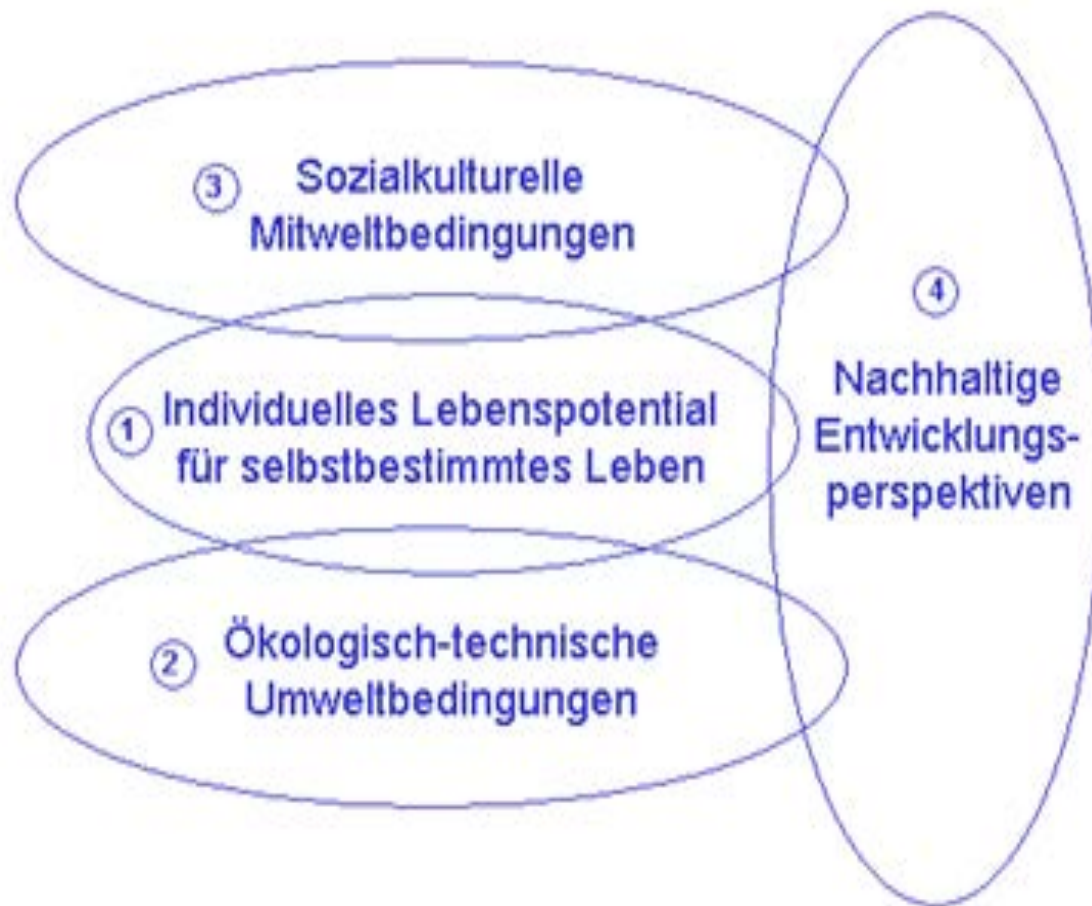 3 Sozialkulturelle
Mitweltbedingungen
1 Individuelles Lebenspotential
für selbstbestimmtes Leben
2 Ökologisch-technische
Umweltbedingungen
4
Nachhaltige
Entwicklungs-
perspektiven